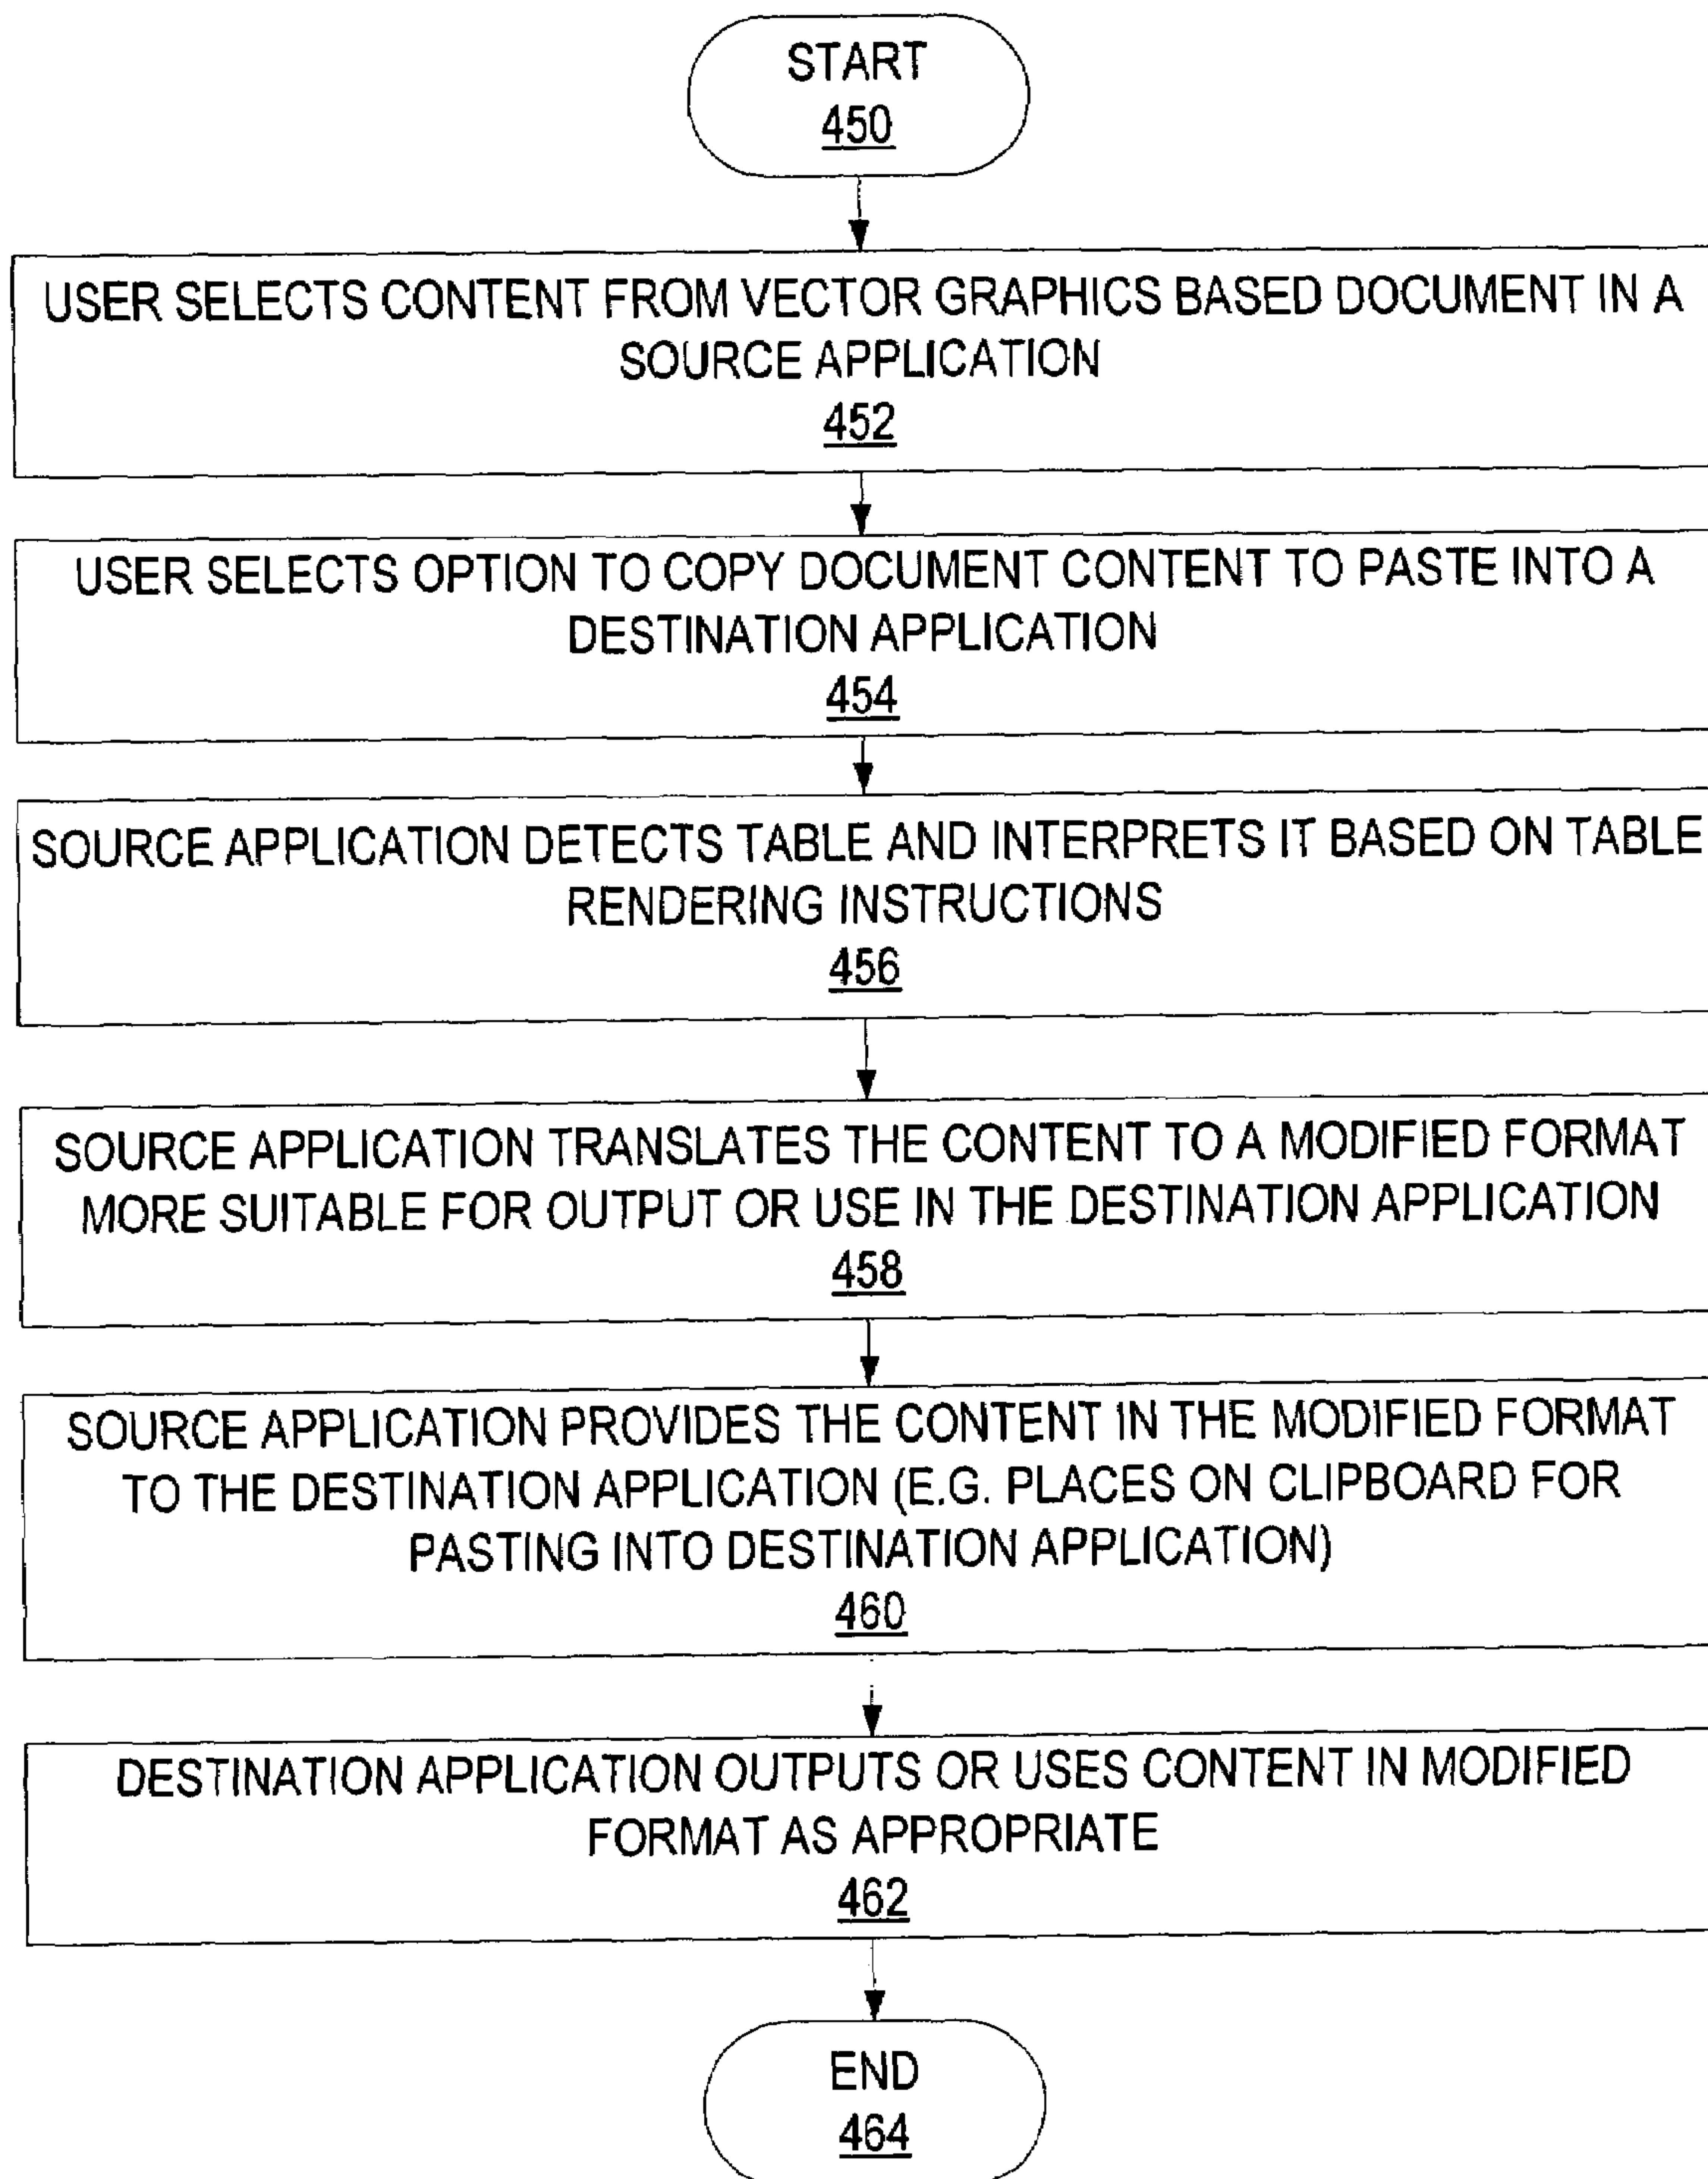 START
450
USER SELECTS CONTENT FROM VECTOR GRAPHICS BASED DOCUMENT IN A
SOURCE APPLICATION
452
USER SELECTS OPTION TO COPY DOCUMENT CONTENT TO PASTE INTO A
DESTINATION APPLICATION
454
SOURCE APPLICATION DETECTS TABLE AND INTERPRETS IT BASED ON TABLE
RENDERING INSTRUCTIONS
456
SOURCE APPLICATION TRANSLATES THE CONTENT TO A MODIFIED FORMAT
MORE SUITABLE FOR OUTPUT OR USE IN THE DESTINATION APPLICATION
458
SOURCE APPLICATION PROVIDES THE CONTENT IN THE MODIFIED FORMAT
TO THE DESTINATION APPLICATION (E.G. PLACES ON CLIPBOARD FOR
PASTING INTO DESTINATION APPLICATION)
460
DESTINATION APPLICATION OUTPUTS OR USES CONTENT IN MODIFIED
FORMAT AS APPROPRIATE
462
END
464